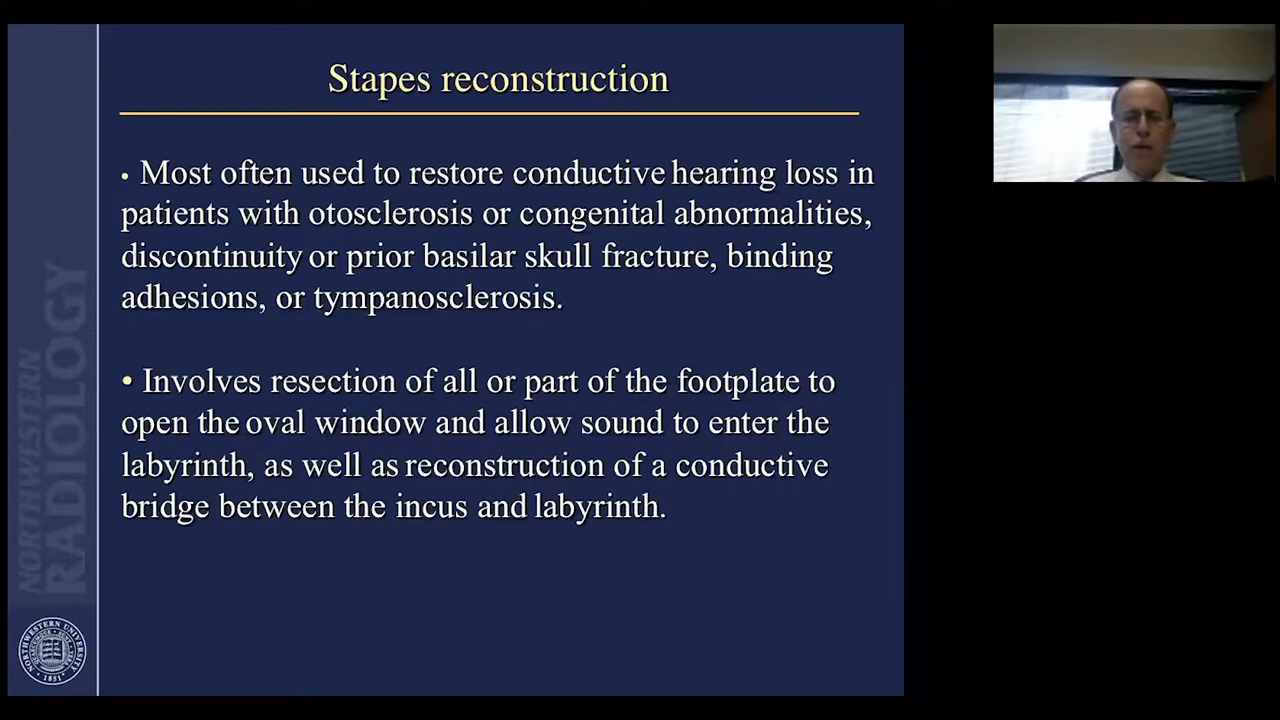 Stapes reconstruction
• Most often used to restore conductive hearing loss in
patients with otosclerosis or congenital abnormalities,
discontinuity or prior basilar skull fracture, binding
adhesions, or tympanosclerosis.
• Involves resection of all or part of the footplate to
open the oval window and allow sound to enter the
labyrinth, as well as reconstruction of a conductive
bridge between the incus and labyrinth.
NORTHWESTERN
RADIOLOGY
NORTHWESTERN UNIVERSITY
1851